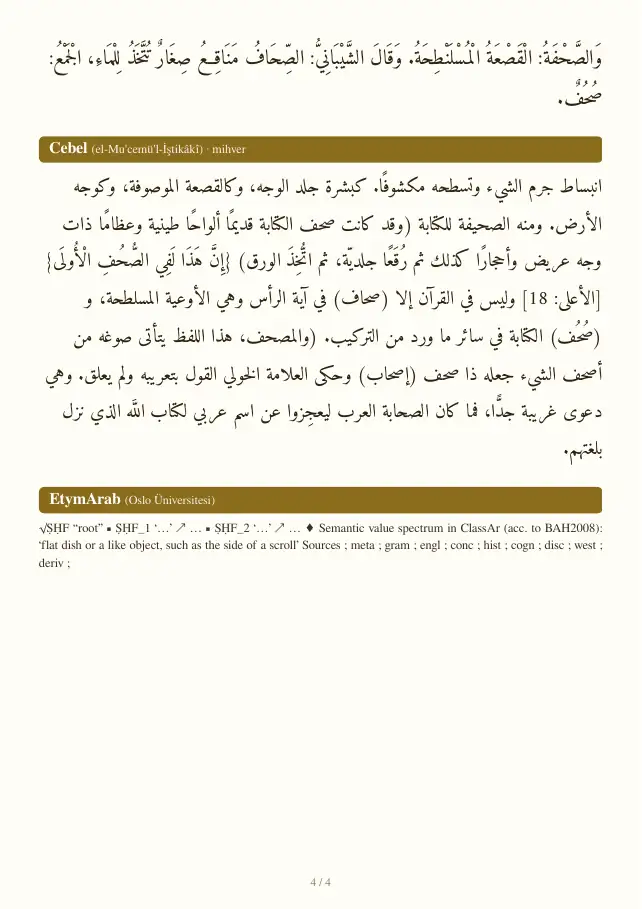 وَالصَّحْفَةُ: الْقَصْعَةُ الْمُسْلَنْطِحَةُ. وَقَالَ الشَّيْبَانِيُّ: الصِّحَافُ مَنَاقِعُ صِغَارٌ تُتَّخَذُ لِلْمَاءِ، الْجَمْعُ:
صُحُفٌ.
Cebel (el-Mu'cemü'l-İştikâkî) · mihver
انبساط جرم الشيء وتسطحه مكشوفًا. كبشرة جلد الوجه، وكالقصعة الموصوفة، وكوجه
الأرض. ومنه الصحيفة للكتابة (وقد كانت صحف الكتابة قديمًا ألواحًا طينية وعظامًا ذات
وجه عريض وأحجارًا كذلك ثم رُقَعًا جلديّة، ثم اتُّخِذَ الورق) {إِنَّ هَذَا لَفِي الصُّحُفِ الْأُولَى}
[الأعلى: 18] وليس في القرآن إلا (صحاف) في آية الرأس وهي الأوعية المسلطحة، و
(صُحُف) الكتابة في سائر ما ورد من التركيب. (والمصحف، هذا اللفظ يتأتى صوغه من
أصحف الشيء جعله ذا صحف (إصحاب) وحكى العلامة الخولي القول بتعريبه ولم يعلق. وهي
دعوى غريبة جدًّا، فما كان الصحابة العرب ليعجِزوا عن اسم عربي لكتاب الله الذي نزل
بلغتهم.
EtymArab (Oslo Üniversitesi)
√ṢḤF “root” ▪ ṢḤF_1 ‘…’ ↗ … ▪ ṢḤF_2 ‘…’ ↗ … ♦ Semantic value spectrum in ClassAr (acc. to BAH2008):
‘flat dish or a like object, such as the side of a scroll’ Sources ; meta ; gram ; engl ; conc ; hist ; cogn ; disc ; west ;
deriv ;
4 / 4